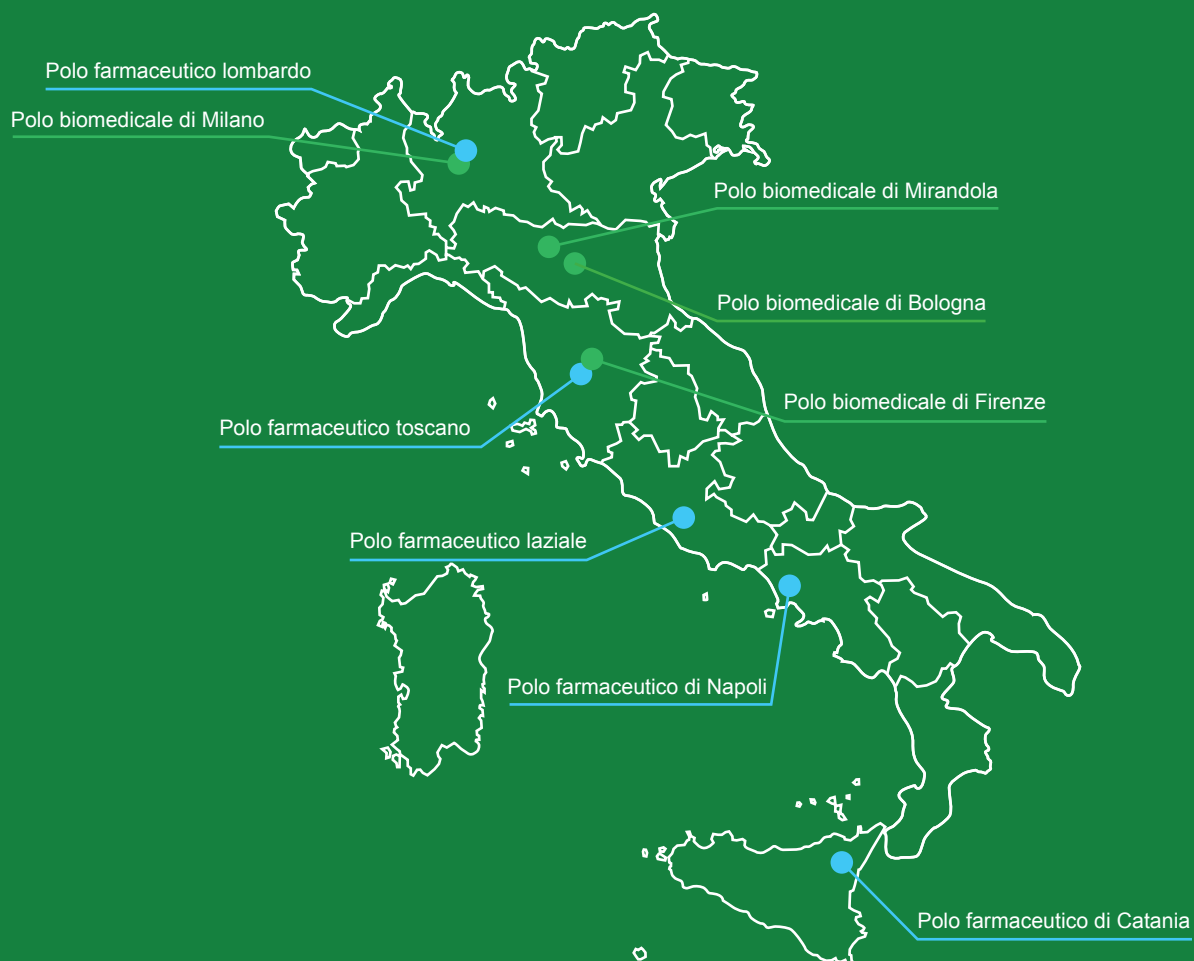 Polo farmaceutico lombardo
Polo biomedicale di Milano
Polo biomedicale di Mirandola
Polo biomedicale di Bologna
Polo biomedicale di Firenze
Polo farmaceutico toscano
Polo farmaceutico laziale
Polo farmaceutico di Napoli
Polo farmaceutico di Catania